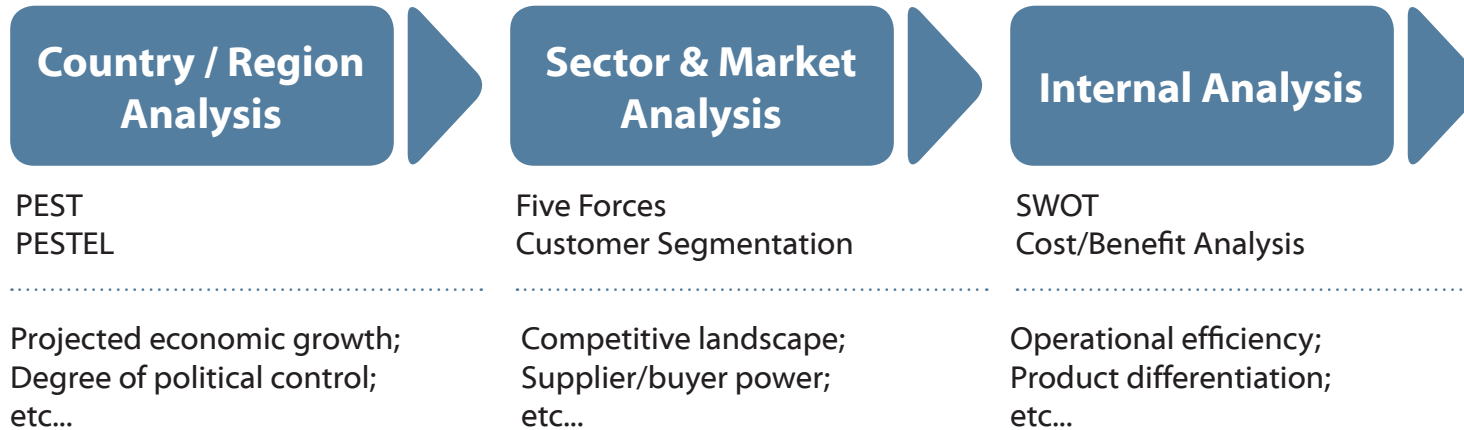 Country / Region
Analysis
PEST
PESTEL
Projected economic growth;
Degree of political control;
etc...
Sector & Market
Analysis
Five Forces
Customer Segmentation
Competitive landscape;
Supplier/buyer power;
etc...
Internal Analysis
SWOT
Cost/Benefit Analysis
Operational efficiency;
Product differentiation;
etc...